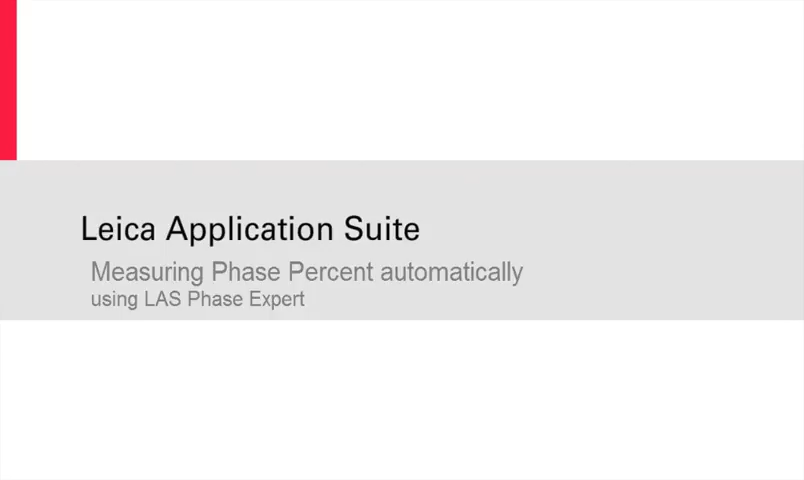 Leica Application Suite
Measuring Phase Percent automatically
using LAS Phase Expert